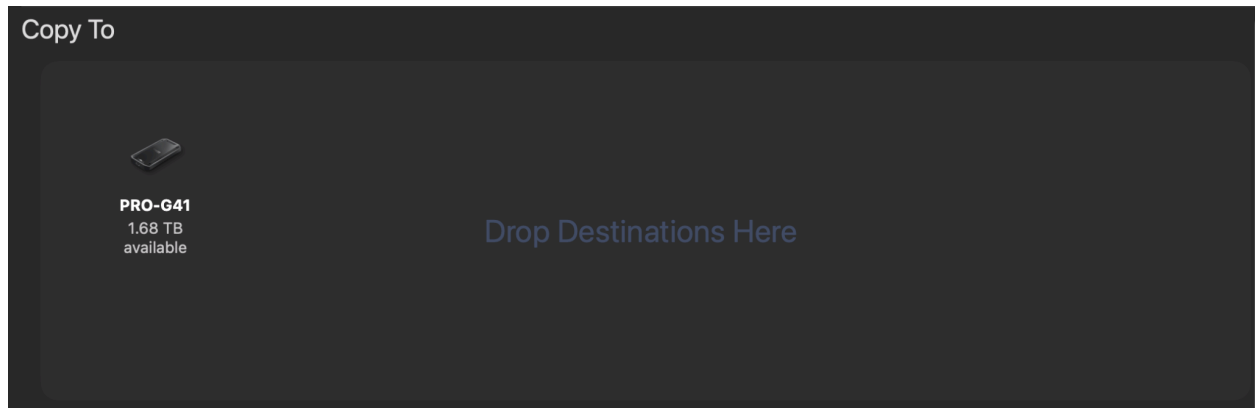 Copy To
PRO-G41
1.68 TB
available
Drop Destinations Here